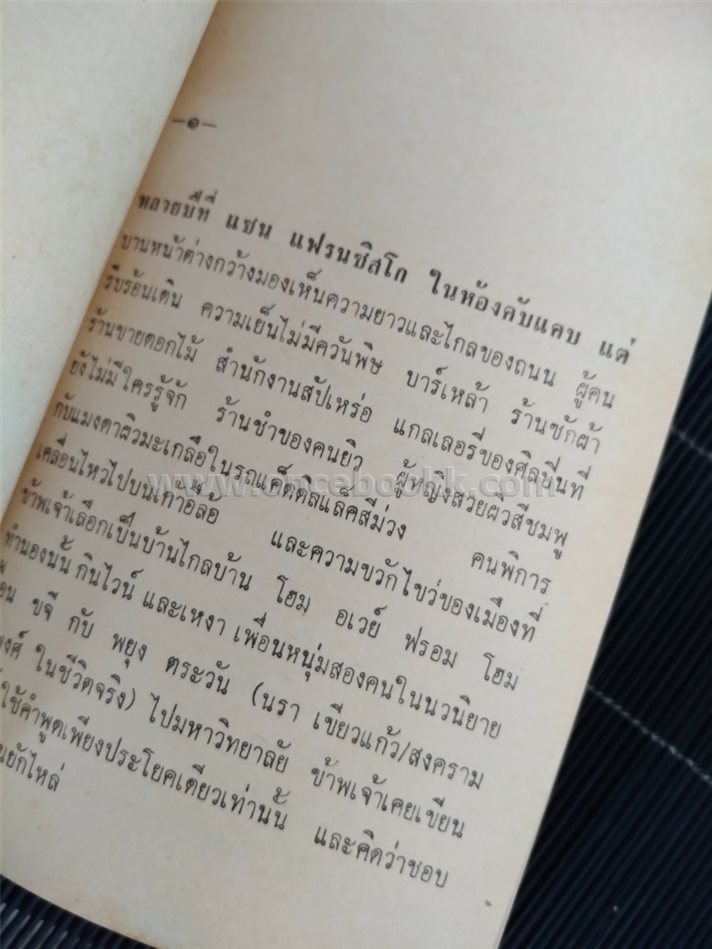 —๑—
หลายปีที่ แซน แฟรนซิสโก ในห้องคับแคบ แต่
บานหน้าต่างกว้างมองเห็นความยาวและไกลของถนน ผู้คน
รีบร้อนเดิน ความเย็นไม่มีควันพิษ บาร์เหล้า ร้านซักผ้า
ร้านขายดอกไม้ สำนักงานสัปเหร่อ แกลเลอรี่ของศิลปินที่
ยังไม่มีใครรู้จัก ร้านชำของคนยิว ผู้หญิงสวยผิวสีชมพู
กับแมงดาผิวมะเกลือในรถแค็ดดิลแล็คสีม่วง คนพิการ
เคลื่อนไหวไปบนเก้าอี้ล้อ และความขวักไขว่ของเมืองที่
ข้าพเจ้าเลือกเป็นบ้านไกลบ้าน โฮม อเวย์ ฟรอม โฮม
ทำนองนั้น กินไวน์ และเหงา เพื่อนหนุ่มสองคนในนวนิยาย
ขจี กับ พยุง ตระวัน (นรา เขียวแก้ว/สงคราม
ในชีวิตจริง) ไปมหาวิทยาลัย ข้าพเจ้าเคยเขียน
ใช้คำพูดเพียงประโยคเดียวเท่านั้น และคิดว่าชอบ
ยักไหล่
www.oncebookk.com